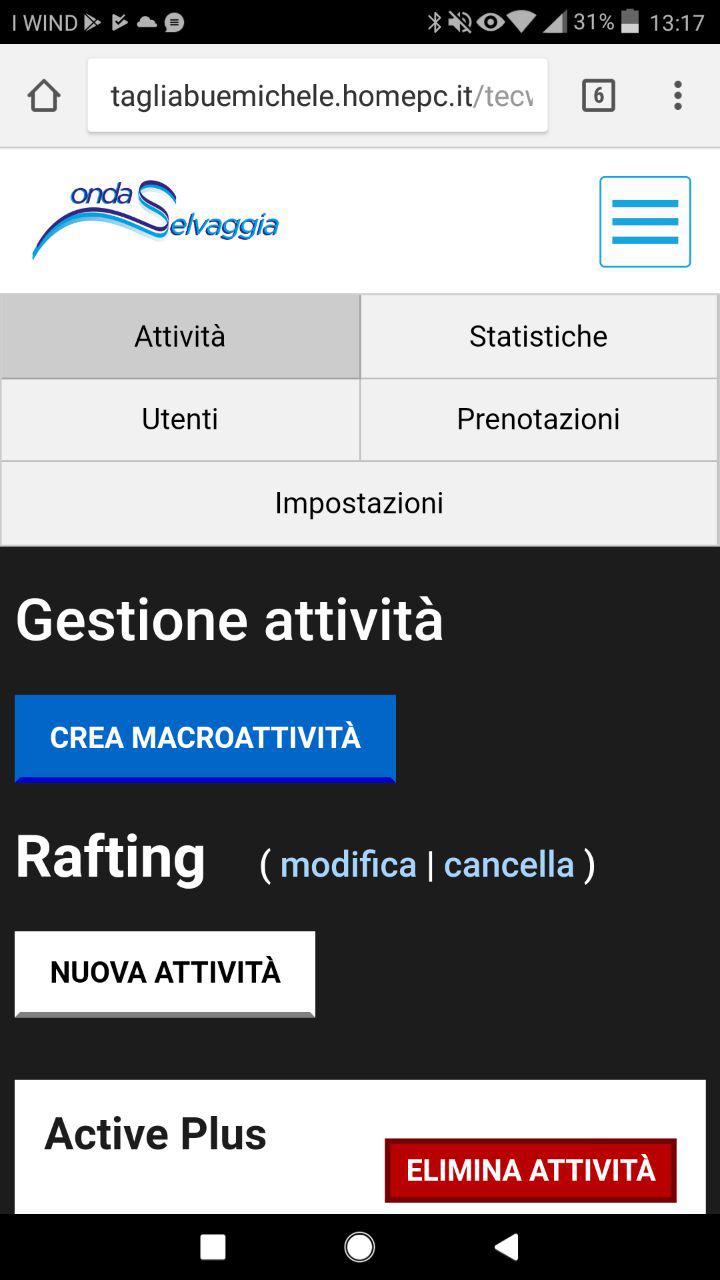 I WIND 31% 13:17
tagliabuemichele.homepc.it/tecv 6
onda
Selvaggia
Attività Statistiche
Utenti Prenotazioni
Impostazioni
Gestione attività
CREA MACROATTIVITÀ
Rafting ( modifica | cancella )
NUOVA ATTIVITÀ
Active Plus
ELIMINA ATTIVITÀ